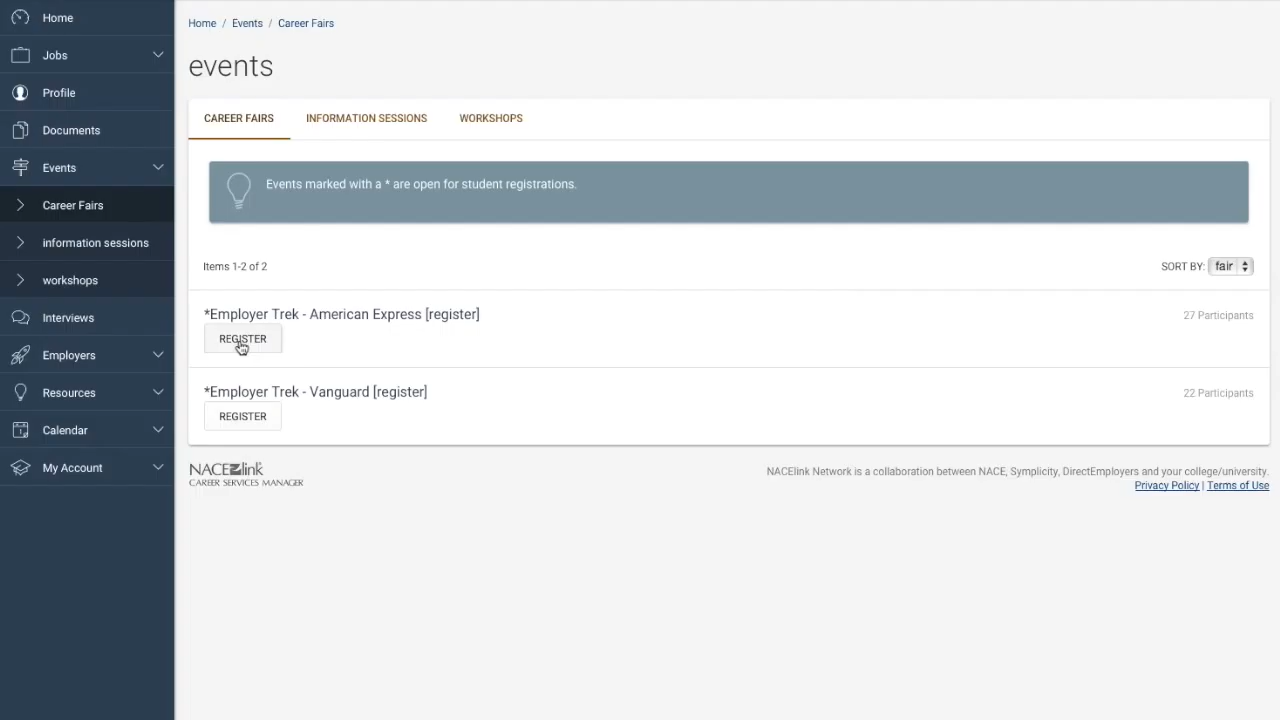 Home
Jobs
Profile
Documents
Events
Career Fairs
information sessions
workshops
Interviews
Employers
Resources
Calendar
My Account
Home / Events / Career Fairs
events
CAREER FAIRS INFORMATION SESSIONS WORKSHOPS
Events marked with a * are open for student registrations.
Items 1-2 of 2 SORT BY: fair
*Employer Trek - American Express [register] 27 Participants
REGISTER
*Employer Trek - Vanguard [register] 22 Participants
REGISTER
NACElink
CAREER SERVICES MANAGER
NACElink Network is a collaboration between NACE, Symplicity, DirectEmployers and your college/university.
Privacy Policy | Terms of Use